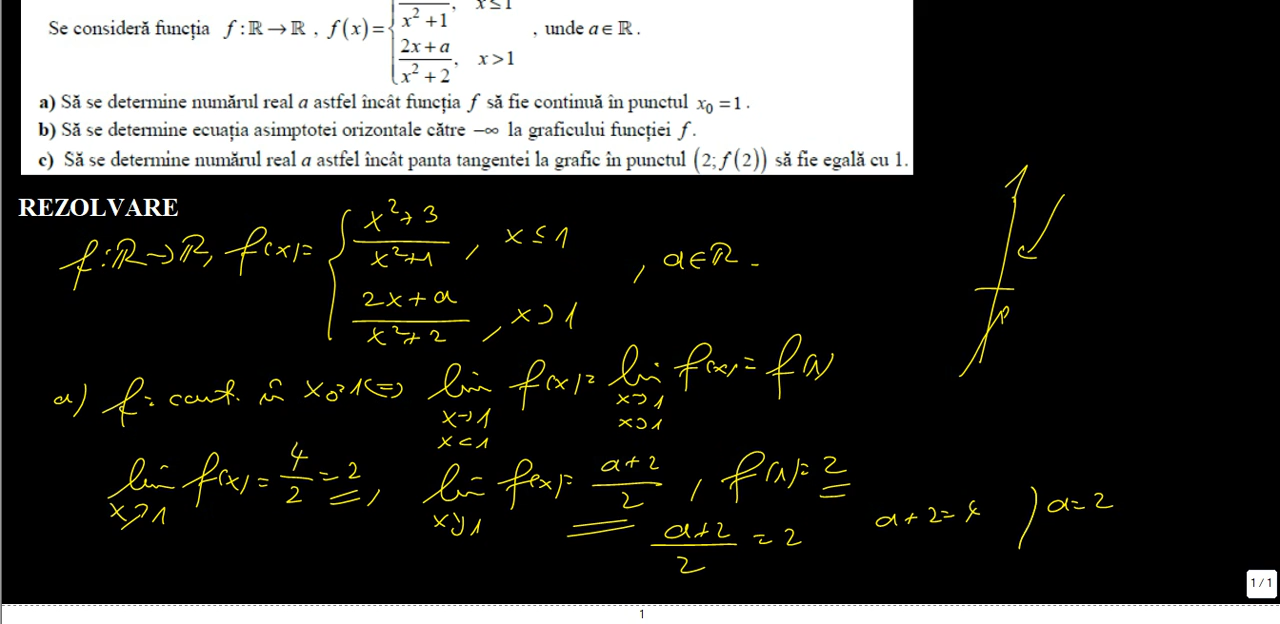 x ≤ 1
Se consideră funcția f : ℝ → ℝ , f(x) = { x² + 1 , unde a ∈ ℝ .
2x + a
x² + 2 , x > 1
a) Să se determine numărul real a astfel încât funcția f să fie continuă în punctul x₀ = 1 .
b) Să se determine ecuația asimptotei orizontale către −∞ la graficului funcției f .
c) Să se determine numărul real a astfel încât panta tangentei la grafic în punctul (2; f(2)) să fie egală cu 1.
REZOLVARE
f : ℝ → ℝ, f(x) = { (x² + 3)/(x² + 1) , x ≤ 1
(2x + a)/(x² + 2) , x > 1 , a ∈ ℝ .
a) f : cont. în x₀ = 1 (⇒) lim f(x) = lim f(x) = f(1)
x→1 x→1
x<1 x>1
lim f(x) = 4/2 = 2 , lim f(x) = (a + 2)/2 , f(1) = 2
x↗1 x↘1
(a + 2)/2 = 2 a + 2 = 4 ) a = 2
1 / 1
1